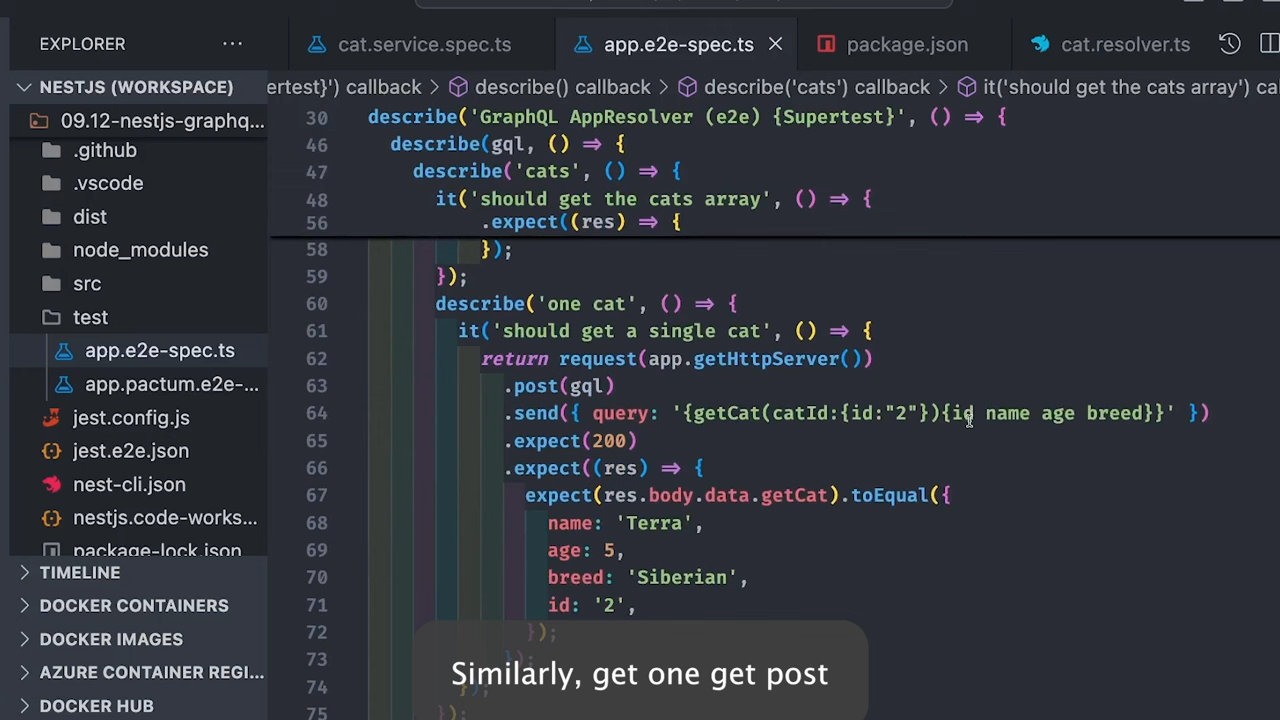 EXPLORER ...
cat.service.spec.ts
app.e2e-spec.ts
package.json
cat.resolver.ts
NESTJS (WORKSPACE)
ertest}') callback > describe() callback > describe('cats') callback > it('should get the cats array') ca
09.12-nestjs-graphq...
.github
.vscode
dist
node_modules
src
test
app.e2e-spec.ts
app.pactum.e2e-...
jest.config.js
jest.e2e.json
nest-cli.json
nestjs.code-works...
package-lock.json
TIMELINE
DOCKER CONTAINERS
DOCKER IMAGES
AZURE CONTAINER REGI...
DOCKER HUB
30 describe('GraphQL AppResolver (e2e) {Supertest}', () => {
46 describe(gql, () => {
47 describe('cats', () => {
48 it('should get the cats array', () => {
56 .expect((res) => {
58 });
59 });
60 describe('one cat', () => {
61 it('should get a single cat', () => {
62 return request(app.getHttpServer())
63 .post(gql)
64 .send({ query: '{getCat(catId:{id:"2"}){id name age breed}}' })
65 .expect(200)
66 .expect((res) => {
67 expect(res.body.data.getCat).toEqual({
68 name: 'Terra',
69 age: 5,
70 breed: 'Siberian',
71 id: '2',
72 });
73 });
74 });
75 });
Similarly, get one get post